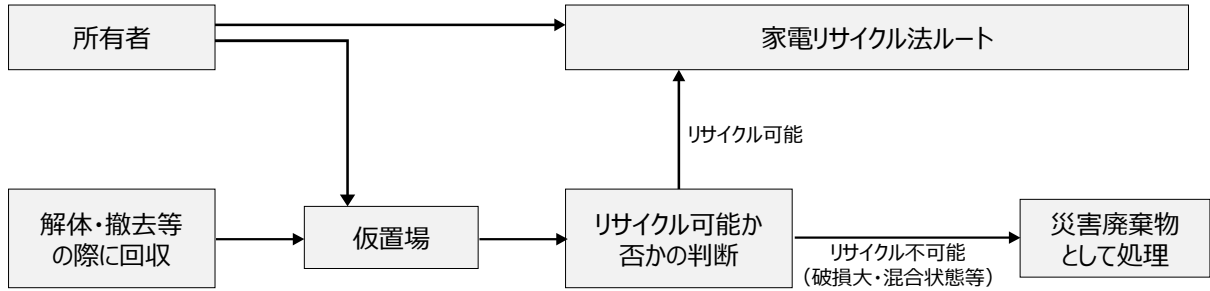 所有者
家電リサイクル法ルート
リサイクル可能
解体・撤去等
の際に回収
仮置場
リサイクル可能か
否かの判断
リサイクル不可能
（破損大・混合状態等）
災害廃棄物
として処理